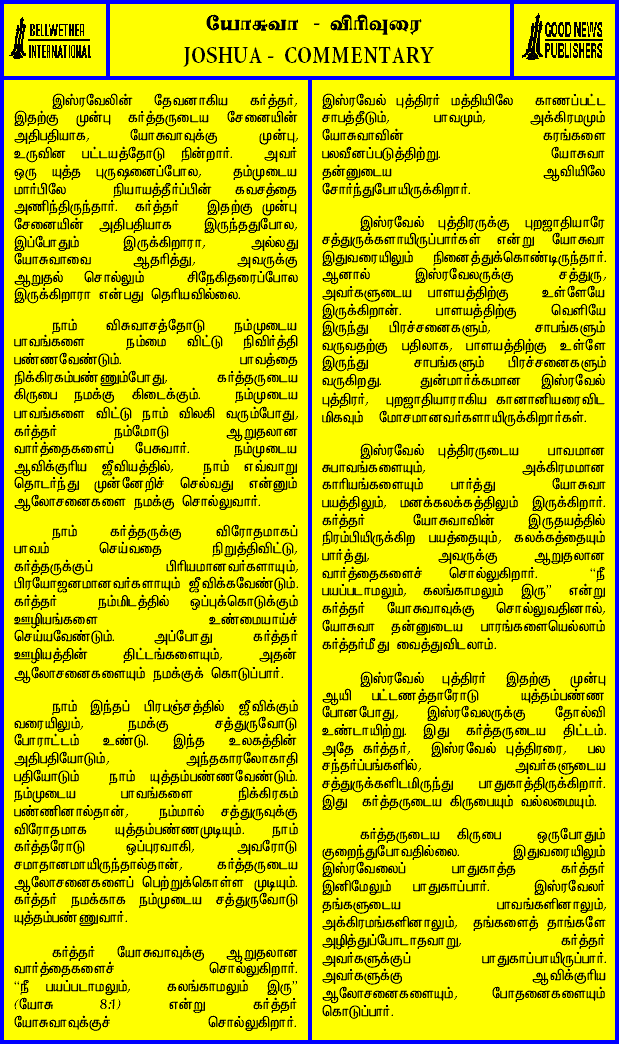 BELLWETHER
INTERNATIONAL
யோசுவா - விரிவுரை
JOSHUA - COMMENTARY
GOOD NEWS
PUBLISHERS
இஸ்ரவேலின் தேவனாகிய கர்த்தர்,
இதற்கு முன்பு கர்த்தருடைய சேனையின்
அதிபதியாக, யோசுவாவுக்கு முன்பு,
உருவின பட்டயத்தோடு நின்றார். அவர்
ஒரு யுத்த புருஷனைப்போல, தம்முடைய
மார்பிலே நியாயத்தீர்ப்பின் கவசத்தை
அணிந்திருந்தார். கர்த்தர் இதற்கு முன்பு
சேனையின் அதிபதியாக இருந்ததுபோல,
இப்போதும் இருக்கிறாரா, அல்லது
யோசுவாவை ஆதரித்து, அவருக்கு
ஆறுதல் சொல்லும் சிநேகிதரைப்போல
இருக்கிறாரா என்பது தெரியவில்லை.
நாம் விசுவாசத்தோடு நம்முடைய
பாவங்களை நம்மை விட்டு நிவிர்த்தி
பண்ணவேண்டும். பாவத்தை
நிக்கிரகம்பண்ணும்போது, கர்த்தருடைய
கிருபை நமக்கு கிடைக்கும். நம்முடைய
பாவங்களை விட்டு நாம் விலகி வரும்போது,
கர்த்தர் நம்மோடு ஆறுதலான
வார்த்தைகளைப் பேசுவார். நம்முடைய
ஆவிக்குரிய ஜீவியத்தில், நாம் எவ்வாறு
தொடர்ந்து முன்னேறிச் செல்வது என்னும்
ஆலோசனைகளை நமக்கு சொல்லுவார்.
நாம் கர்த்தருக்கு விரோதமாகப்
பாவம் செய்வதை நிறுத்திவிட்டு,
கர்த்தருக்குப் பிரியமானவர்களாயும்,
பிரயோஜனமானவர்களாயும் ஜீவிக்கவேண்டும்.
கர்த்தர் நம்மிடத்தில் ஒப்புக்கொடுக்கும்
ஊழியங்களை உண்மையாய்ச்
செய்யவேண்டும். அப்போது கர்த்தர்
ஊழியத்தின் திட்டங்களையும், அதன்
ஆலோசனைகளையும் நமக்குக் கொடுப்பார்.
நாம் இந்தப் பிரபஞ்சத்தில் ஜீவிக்கும்
வரையிலும், நமக்கு சத்துருவோடு
போராட்டம் உண்டு. இந்த உலகத்தின்
அதிபதியோடும், அந்தகாரலோகாதி
பதியோடும் நாம் யுத்தம்பண்ணவேண்டும்.
நம்முடைய பாவங்களை நிக்கிரகம்
பண்ணினால்தான், நம்மால் சத்துருவுக்கு
விரோதமாக யுத்தம்பண்ணமுடியும். நாம்
கர்த்தரோடு ஒப்புரவாகி, அவரோடு
சமாதானமாயிருந்தால்தான், கர்த்தருடைய
ஆலோசனைகளைப் பெற்றுக்கொள்ள முடியும்.
கர்த்தர் நமக்காக நம்முடைய சத்துருவோடு
யுத்தம்பண்ணுவார்.
கர்த்தர் யோசுவாவுக்கு ஆறுதலான
வார்த்தைகளைச் சொல்லுகிறார்.
“நீ பயப்படாமலும், கலங்காமலும் இரு”
(யோசு 8:1) என்று கர்த்தர்
யோசுவாவுக்குச் சொல்லுகிறார்.
இஸ்ரவேல் புத்திரர் மத்தியிலே காணப்பட்ட
சாபத்தீடும், பாவமும், அக்கிரமமும்
யோசுவாவின் கரங்களை
பலவீனப்படுத்திற்று. யோசுவா
தன்னுடைய ஆவியிலே
சோர்ந்துபோயிருக்கிறார்.
இஸ்ரவேல் புத்திரருக்கு புறஜாதியாரே
சத்துருக்களாயிருப்பார்கள் என்று யோசுவா
இதுவரையிலும் நினைத்துக்கொண்டிருந்தார்.
ஆனால் இஸ்ரவேலருக்கு சத்துரு,
அவர்களுடைய பாளயத்திற்கு உள்ளேயே
இருக்கிறான். பாளயத்திற்கு வெளியே
இருந்து பிரச்சனைகளும், சாபங்களும்
வருவதற்கு பதிலாக, பாளயத்திற்கு உள்ளே
இருந்து சாபங்களும் பிரச்சனைகளும்
வருகிறது. துன்மார்க்கமான இஸ்ரவேல்
புத்திரர், புறஜாதியாராகிய கானானியரைவிட
மிகவும் மோசமானவர்களாயிருக்கிறார்கள்.
இஸ்ரவேல் புத்திரருடைய பாவமான
சுபாவங்களையும், அக்கிரமமான
காரியங்களையும் பார்த்து யோசுவா
பயத்திலும், மனக்கலக்கத்திலும் இருக்கிறார்.
கர்த்தர் யோசுவாவின் இருதயத்தில்
நிரம்பியிருக்கிற பயத்தையும், கலக்கத்தையும்
பார்த்து, அவருக்கு ஆறுதலான
வார்த்தைகளைச் சொல்லுகிறார். “நீ
பயப்படாமலும், கலங்காமலும் இரு” என்று
கர்த்தர் யோசுவாவுக்கு சொல்லுவதினால்,
யோசுவா தன்னுடைய பாரங்களையெல்லாம்
கர்த்தர்மீது வைத்துவிடலாம்.
இஸ்ரவேல் புத்திரர் இதற்கு முன்பு
ஆயி பட்டணத்தாரோடு யுத்தம்பண்ண
போனபோது, இஸ்ரவேலருக்கு தோல்வி
உண்டாயிற்று. இது கர்த்தருடைய திட்டம்.
அதே கர்த்தர், இஸ்ரவேல் புத்திரரை, பல
சந்தர்ப்பங்களில், அவர்களுடைய
சத்துருக்களிடமிருந்து பாதுகாத்திருக்கிறார்.
இது கர்த்தருடைய கிருபையும் வல்லமையும்.
கர்த்தருடைய கிருபை ஒருபோதும்
குறைந்துபோவதில்லை. இதுவரையிலும்
இஸ்ரவேலைப் பாதுகாத்த கர்த்தர்
இனிமேலும் பாதுகாப்பார். இஸ்ரவேலர்
தங்களுடைய பாவங்களினாலும்,
அக்கிரமங்களினாலும், தங்களைத் தாங்களே
அழித்துப்போடாதவாறு, கர்த்தர்
அவர்களுக்குப் பாதுகாப்பாயிருப்பார்.
அவர்களுக்கு ஆவிக்குரிய
ஆலோசனைகளையும், போதனைகளையும்
கொடுப்பார்.